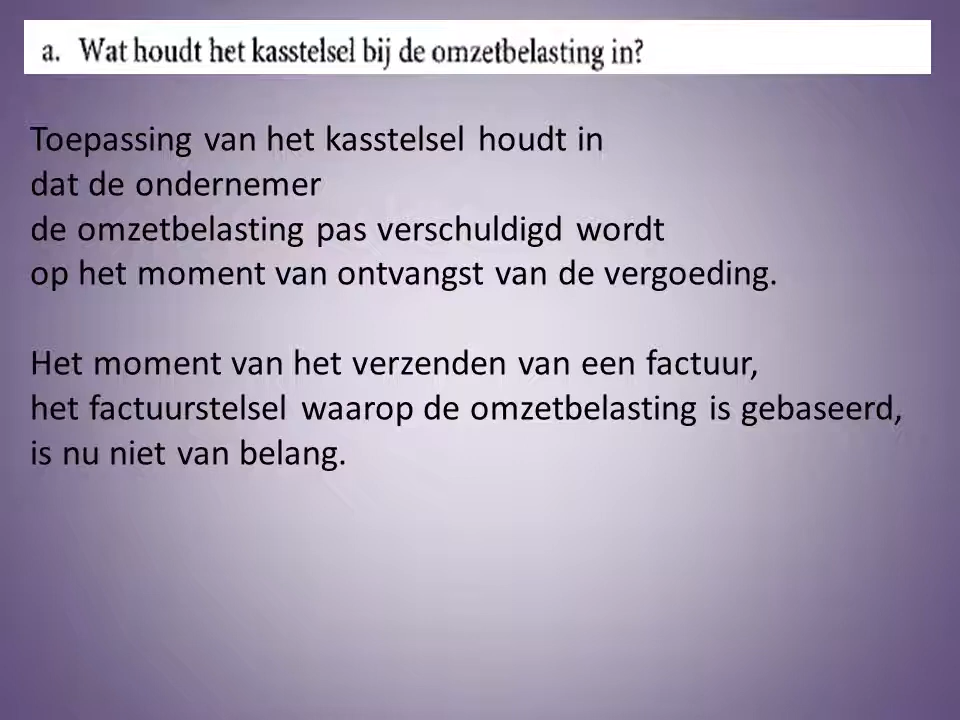 a. Wat houdt het kasstelsel bij de omzetbelasting in?
Toepassing van het kasstelsel houdt in
dat de ondernemer
de omzetbelasting pas verschuldigd wordt
op het moment van ontvangst van de vergoeding.
Het moment van het verzenden van een factuur,
het factuurstelsel waarop de omzetbelasting is gebaseerd,
is nu niet van belang.